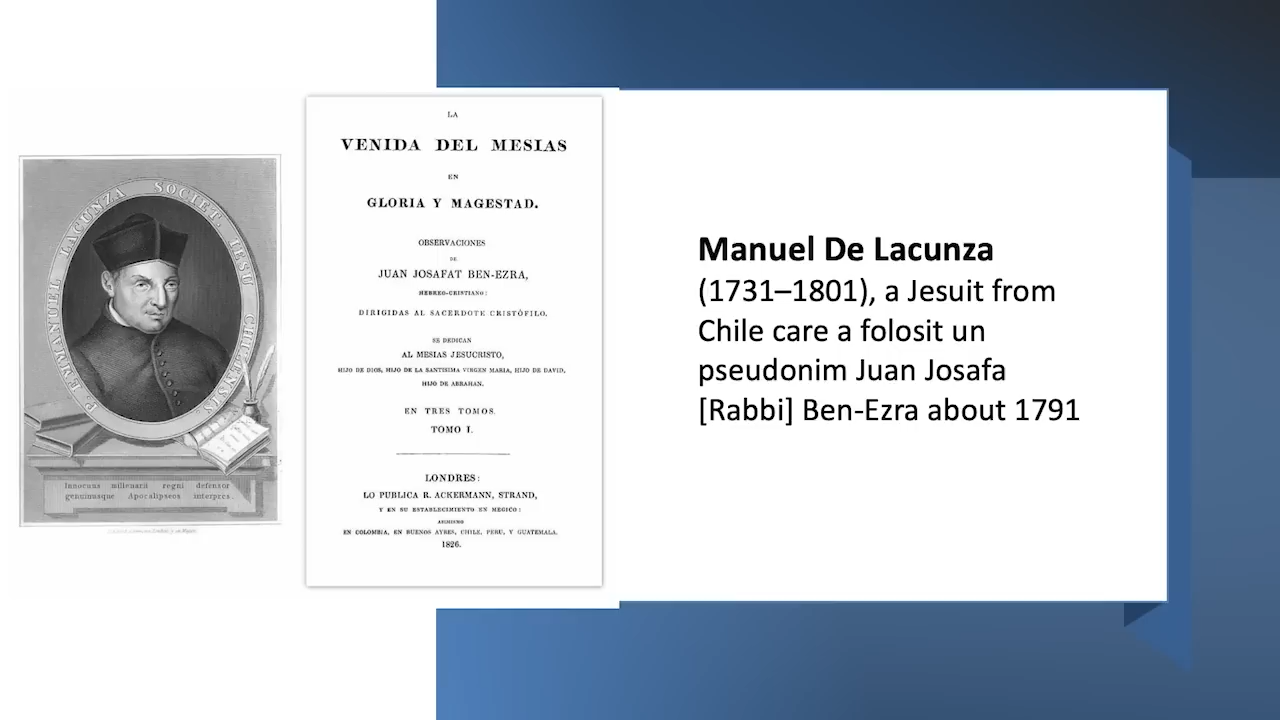 P. EMMANUEL LACUNZA SOCIET. IESU CHILENSIS
Innocuus milienarii regni defensor
genuinusque Apocalipseos interpres.
LA
VENIDA DEL MESIAS
EN
GLORIA Y MAGESTAD.
OBSERVACIONES
DE
JUAN JOSAFAT BEN-EZRA,
HEBREO-CRISTIANO:
DIRIGIDAS AL SACERDOTE CRISTÓFILO.
SE DEDICAN
AL MESIAS JESUCRISTO,
HIJO DE DIOS, HIJO DE LA SANTISIMA VIRGEN MARIA, HIJO DE DAVID,
HIJO DE ABRAHAN.
EN TRES TOMOS.
TOMO I.
LONDRES:
LO PUBLICA R. ACKERMANN, STRAND,
Y EN SU ESTABLECIMIENTO EN MEGICO:
ASIMISMO
EN COLOMBIA, EN BUENOS AYRES, CHILE, PERU, Y GUATEMALA.
1826.
Manuel De Lacunza
(1731–1801), a Jesuit from
Chile care a folosit un
pseudonim Juan Josafa
[Rabbi] Ben-Ezra about 1791